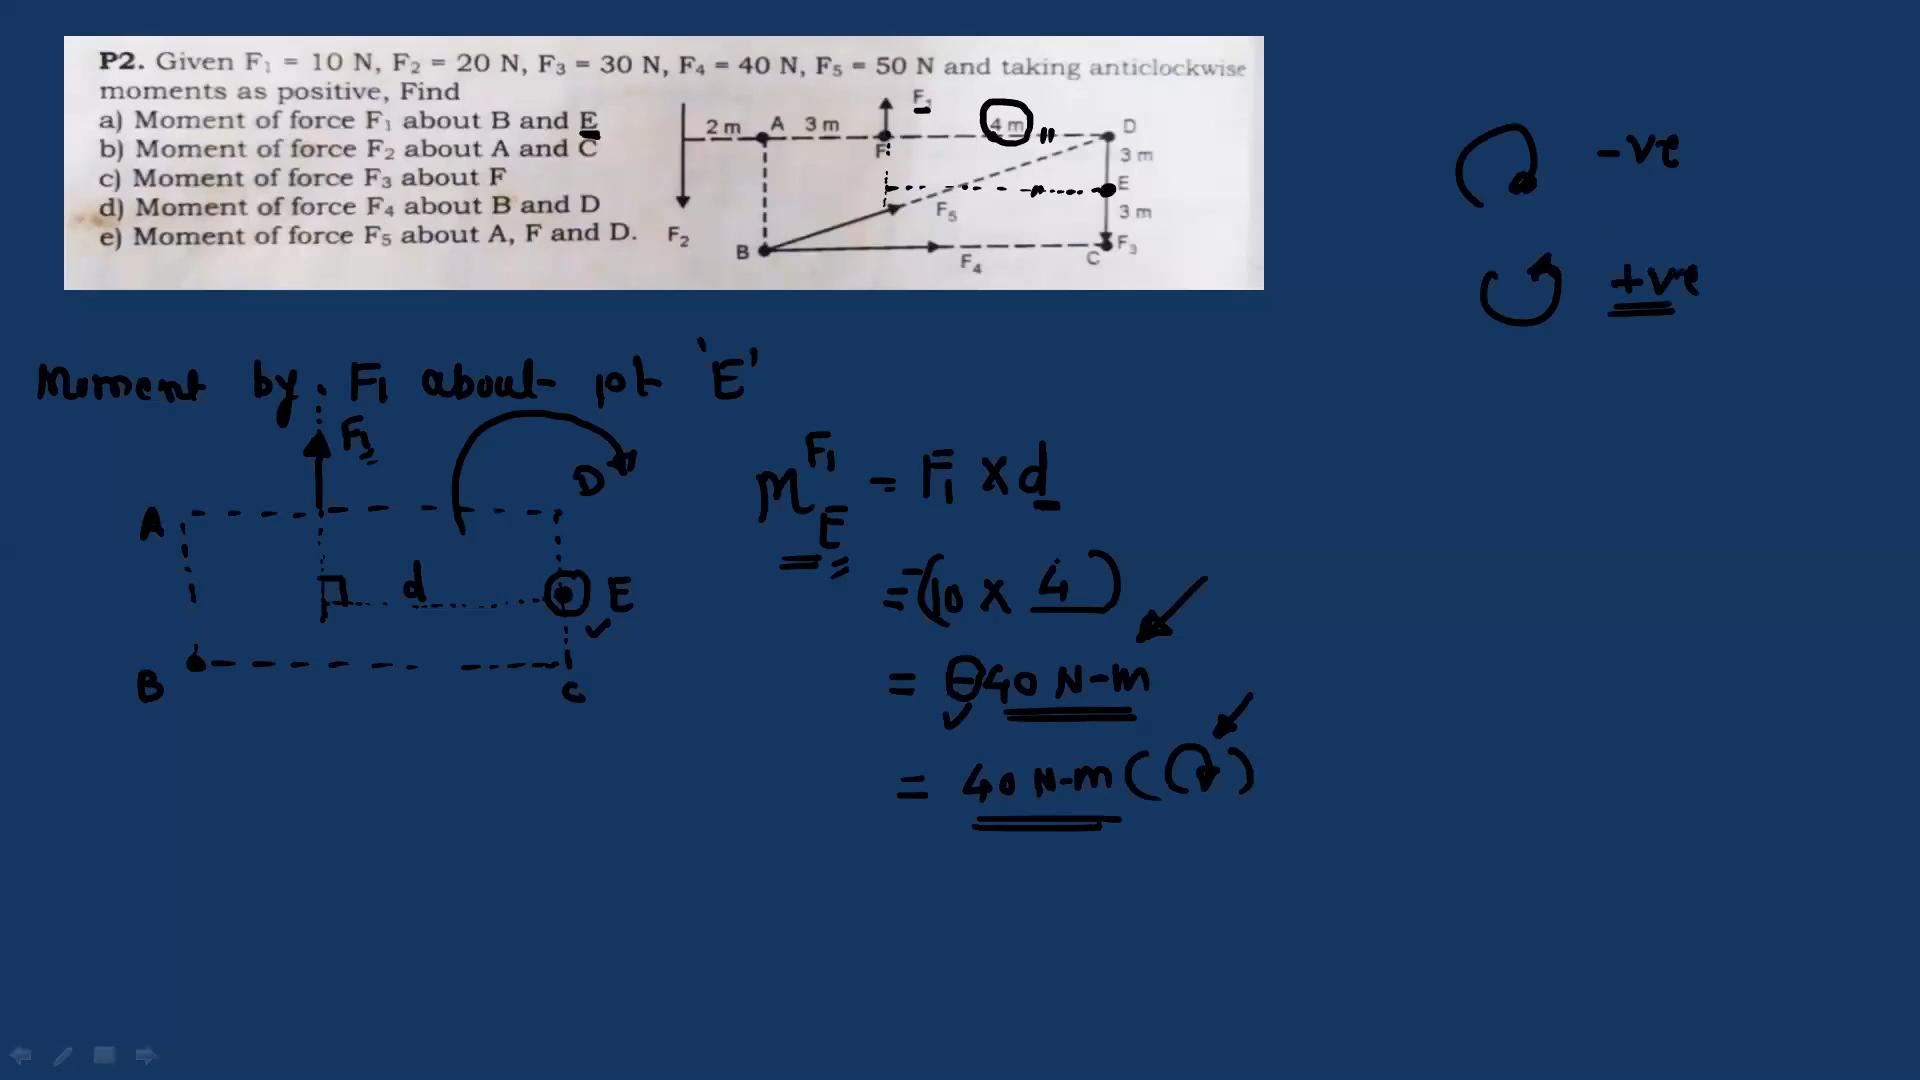 P2. Given F₁ = 10 N, F₂ = 20 N, F₃ = 30 N, F₄ = 40 N, F₅ = 50 N and taking anticlockwise
moments as positive, Find
a) Moment of force F₁ about B and E
b) Moment of force F₂ about A and C
c) Moment of force F₃ about F
d) Moment of force F₄ about B and D
e) Moment of force F₅ about A, F and D.
F₁
2 m A 3 m 4 m D
F
3 m
E
F₅
3 m
F₂
B
F₄
C
F₃
-ve
+ve
Moment by F₁ about pt 'E'
F₁
D
A
d
E
B
C
M_E^F₁ = F₁ × d
= -(10 × 4)
= -40 N-m
= 40 N-m ( )